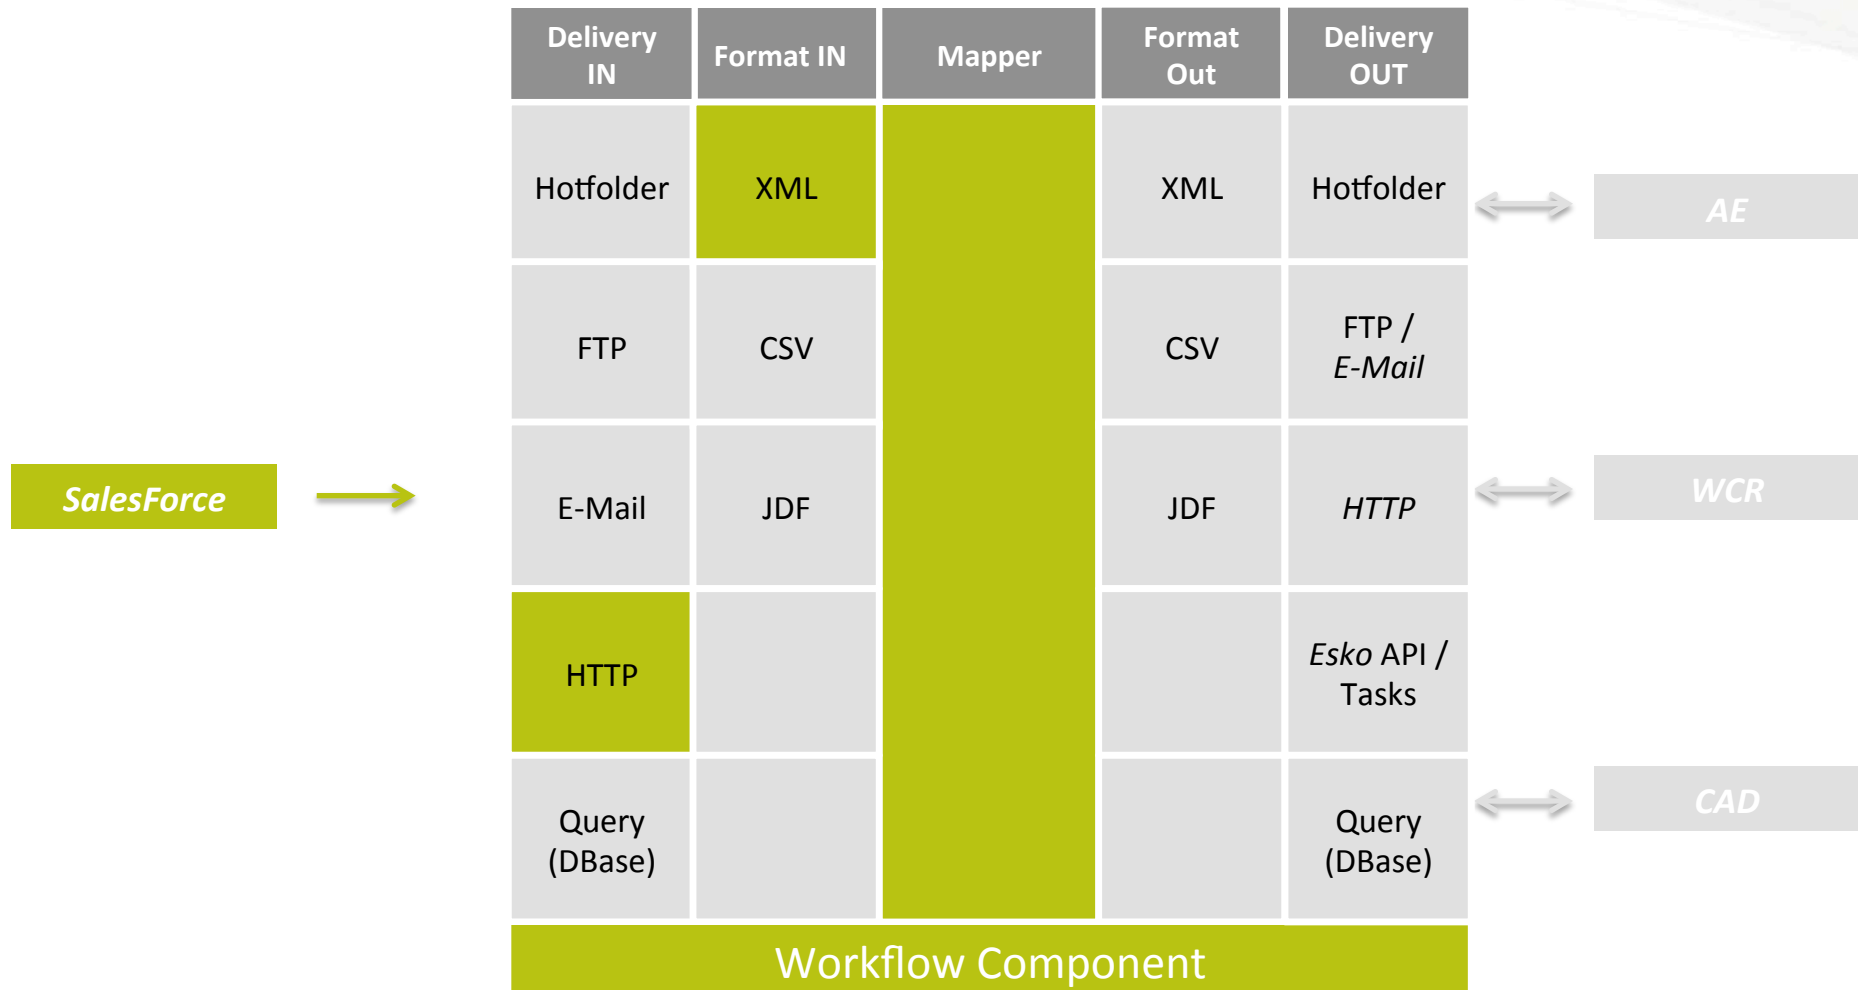 Delivery
IN
Format IN
Mapper
Format
Out
Delivery
OUT
Hotfolder
XML
XML
Hotfolder
AE
FTP
CSV
CSV
FTP /
E-Mail
SalesForce
E-Mail
JDF
JDF
HTTP
WCR
HTTP
Esko API /
Tasks
Query
(DBase)
Query
(DBase)
CAD
Workflow Component